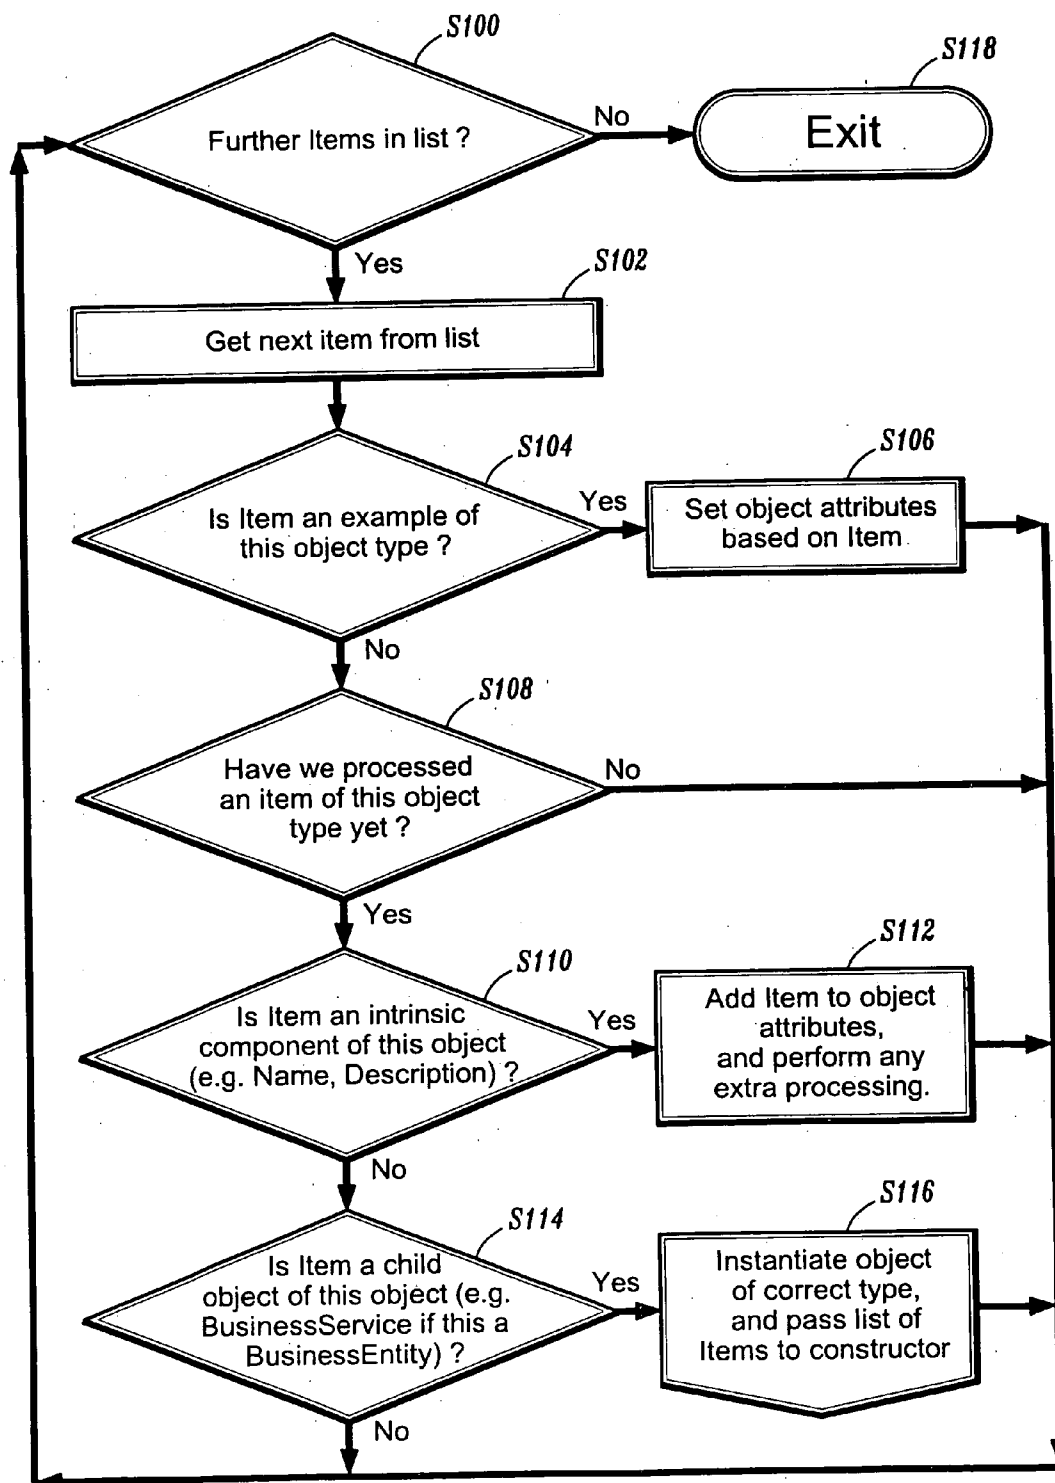 S100
S118
Further Items in list ?
No
Exit
Yes
S102
Get next item from list
S104
S106
Is Item an example of
this object type ?
Yes
Set object attributes
based on Item
No
S108
Have we processed
an item of this object
type yet ?
No
Yes
S110
S112
Is Item an intrinsic
component of this object
(e.g. Name, Description) ?
Yes
Add Item to object
attributes,
and perform any
extra processing.
No
S114
S116
Is Item a child
object of this object (e.g.
BusinessService if this a
BusinessEntity) ?
Yes
Instantiate object
of correct type,
and pass list of
Items to constructor
No